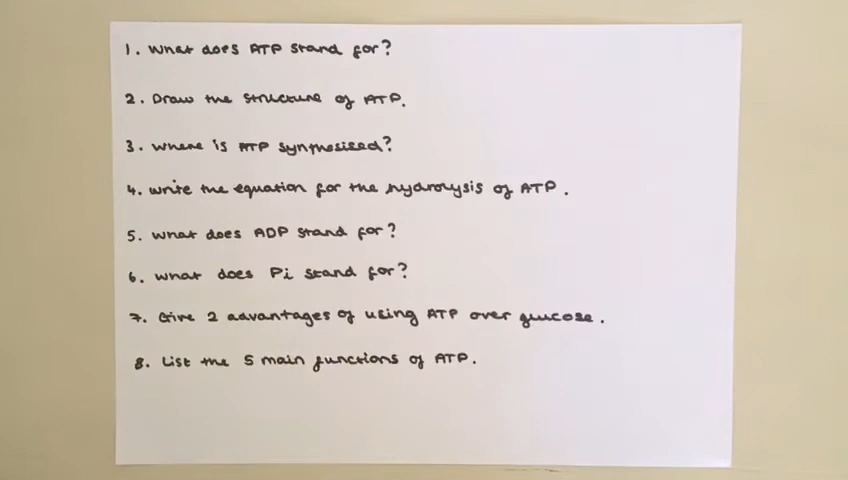 1. What does ATP stand for?
2. Draw the structure of ATP.
3. Where is ATP synthesised?
4. Write the equation for the hydrolysis of ATP.
5. What does ADP stand for?
6. What does Pi stand for?
7. Give 2 advantages of using ATP over glucose.
8. List the 5 main functions of ATP.